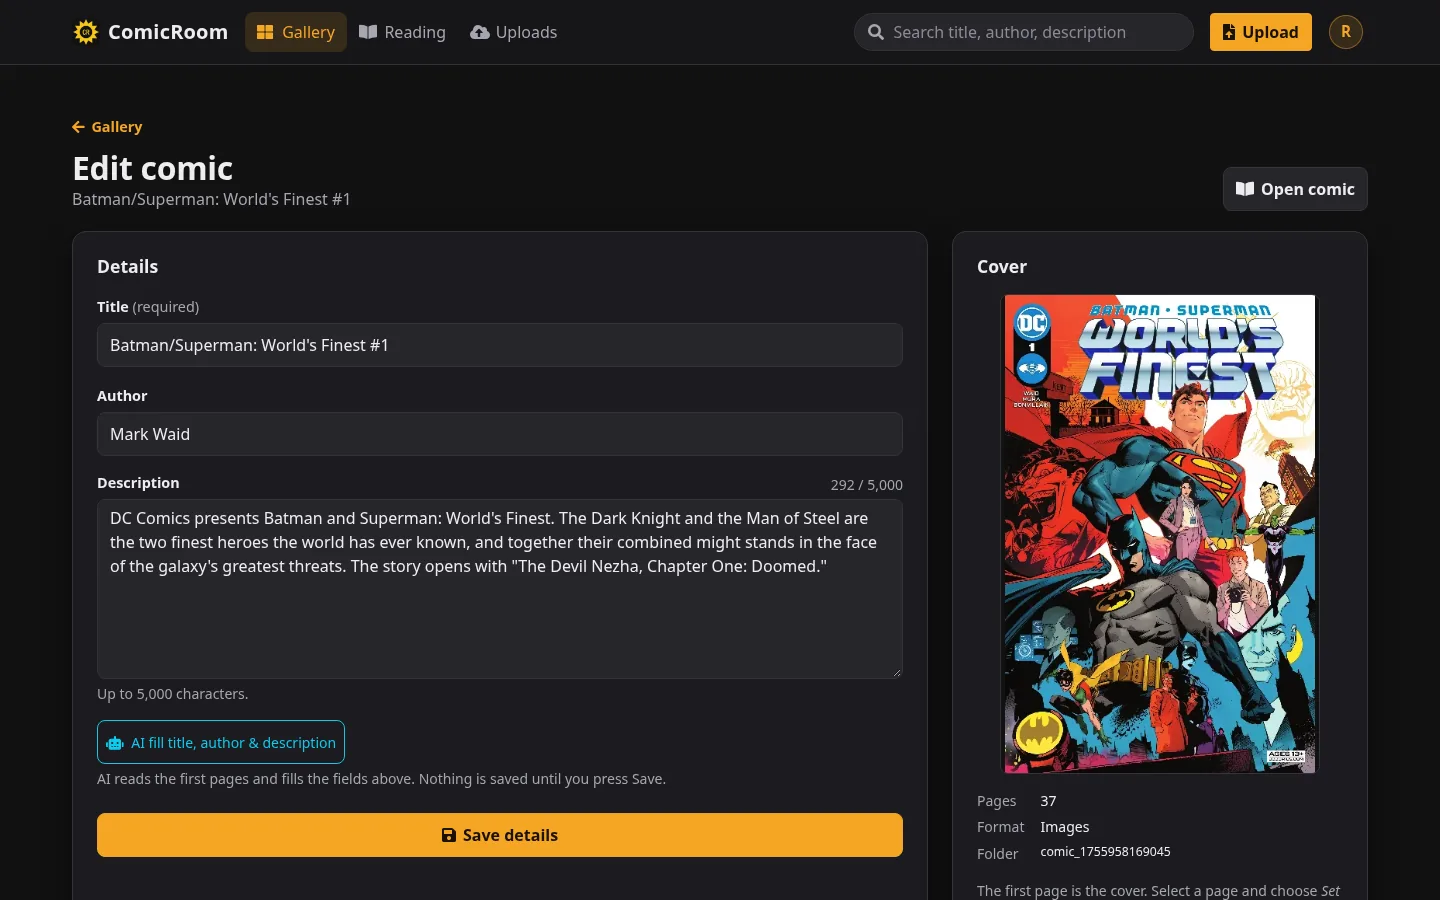 ComicRoom
Gallery
Reading
Uploads
Search title, author, description
Upload
R
Gallery
Edit comic
Batman/Superman: World's Finest #1
Open comic
Details
Title (required)
Batman/Superman: World's Finest #1
Author
Mark Waid
Description
292 / 5,000
DC Comics presents Batman and Superman: World's Finest. The Dark Knight and the Man of Steel are
the two finest heroes the world has ever known, and together their combined might stands in the face
of the galaxy's greatest threats. The story opens with "The Devil Nezha, Chapter One: Doomed."
Up to 5,000 characters.
AI fill title, author & description
AI reads the first pages and fills the fields above. Nothing is saved until you press Save.
Save details
Cover
BATMAN • SUPERMAN
WORLD'S
FINEST
DC
1
WAID
MORA
BONVILLAIN
AGES 13+
Pages 37
Format Images
Folder comic_1755958169045
The first page is the cover. Select a page and choose Set